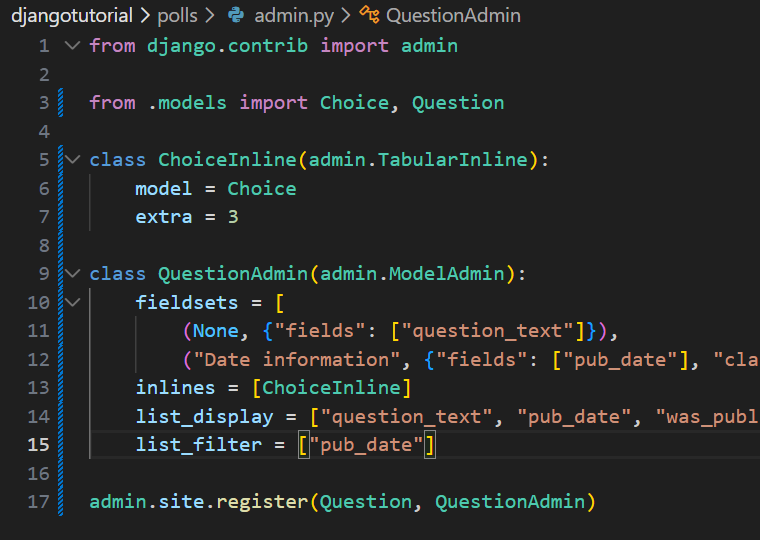 djangotutorial > polls > admin.py > QuestionAdmin
1 from django.contrib import admin
2
3 from .models import Choice, Question
4
5 class ChoiceInline(admin.TabularInline):
6     model = Choice
7     extra = 3
8
9 class QuestionAdmin(admin.ModelAdmin):
10     fieldsets = [
11         (None, {"fields": ["question_text"]}),
12         ("Date information", {"fields": ["pub_date"], "cla
13     inlines = [ChoiceInline]
14     list_display = ["question_text", "pub_date", "was_publ
15     list_filter = ["pub_date"]
16
17 admin.site.register(Question, QuestionAdmin)